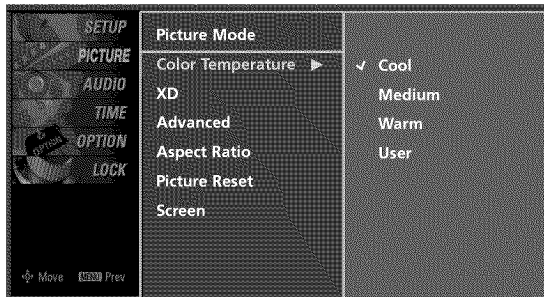 SETUP
PICTURE
AUDIO
TIME
OPTION
LOCK
Move MENU Prev
Picture Mode
Color Temperature
XD
Advanced
Aspect Ratio
Picture Reset
Screen
Cool
Medium
Warm
User